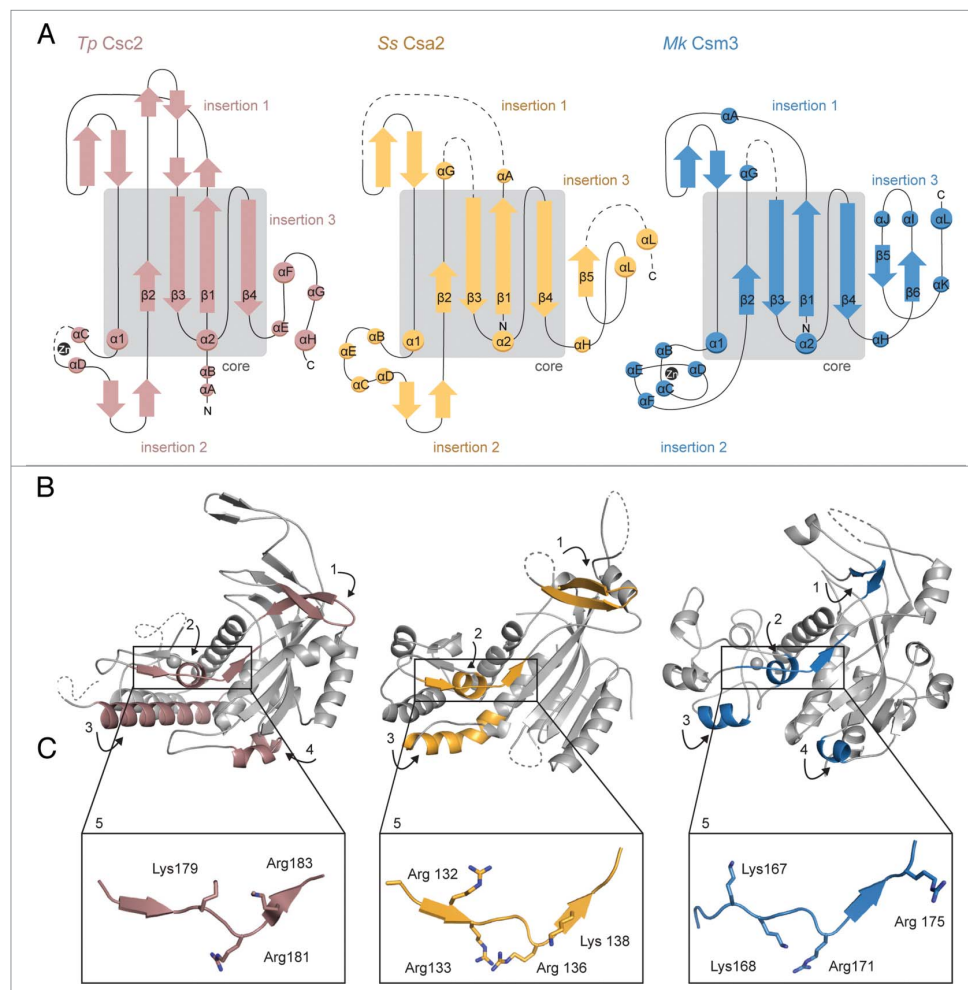 A
Tp Csc2
Ss Csa2
Mk Csm3
insertion 1
insertion 1
insertion 1
αA
αG
αA
αG
insertion 3
insertion 3
insertion 3
C
αL
αJ
αI
αL
C
αL
β5
β5
β6
αK
αF
αG
αE
αH
C
β2
β3
β1
β4
β2
β3
β1
β4
β2
β3
β1
β4
N
N
αC
Zn
αD
α1
α2
αB
αA
N
core
αB
αE
αC
αD
α1
α2
αH
core
αB
αE
Zn
αD
αC
αF
α1
α2
αH
core
insertion 2
insertion 2
insertion 2
B
1
2
3
4
1
2
3
1
2
3
4
C
5
5
5
Lys179
Arg183
Arg181
Arg 132
Arg133
Arg 136
Lys 138
Lys167
Lys168
Arg171
Arg 175